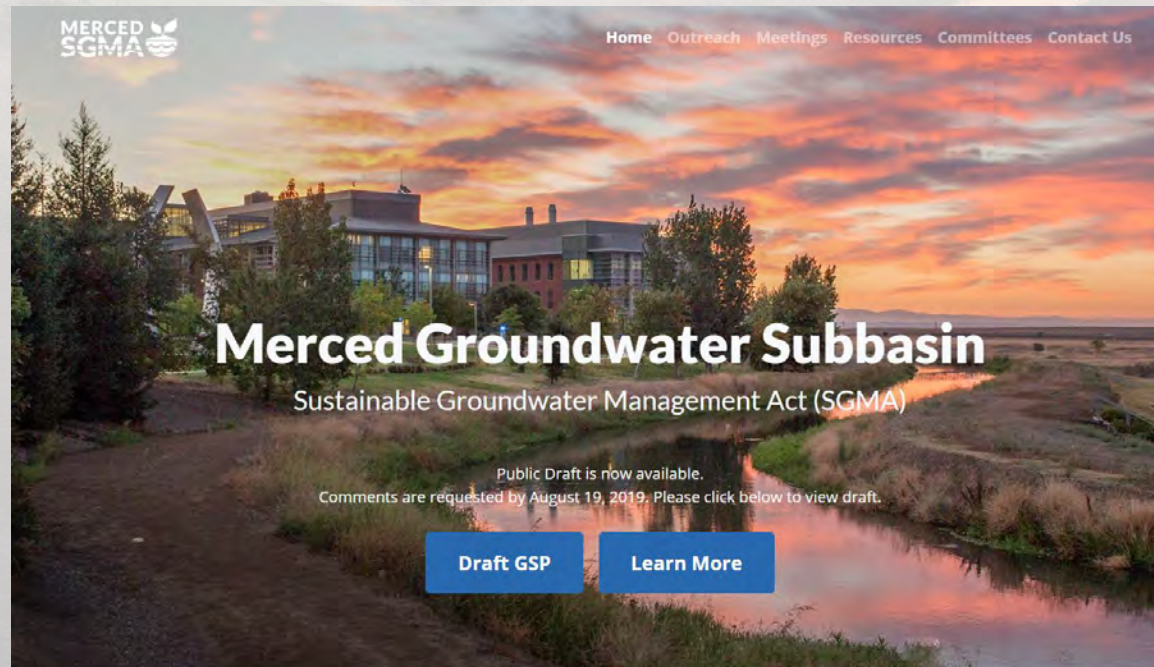 MERCED
SGMA
Home Outreach Meetings Resources Committees Contact Us
Merced Groundwater Subbasin
Sustainable Groundwater Management Act (SGMA)
Public Draft is now available.
Comments are requested by August 19, 2019. Please click below to view draft.
Draft GSP Learn More